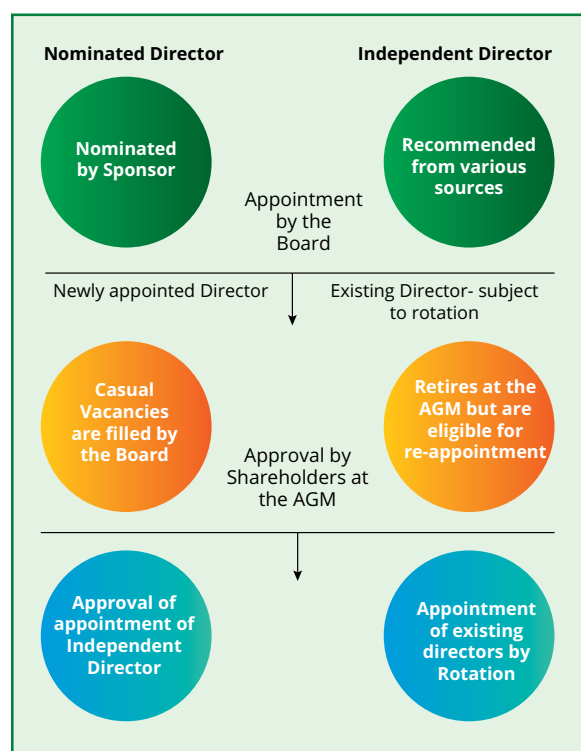 Nominated Director
Independent Director
Nominated
by Sponsor
Recommended
from various
sources
Appointment
by the
Board
Newly appointed Director
Existing Director- subject
to rotation
Casual
Vacancies
are filled by
the Board
Retires at the
AGM but are
eligible for
re-appointment
Approval by
Shareholders at
the AGM
Approval of
appointment of
Independent
Director
Appointment
of existing
directors by
Rotation